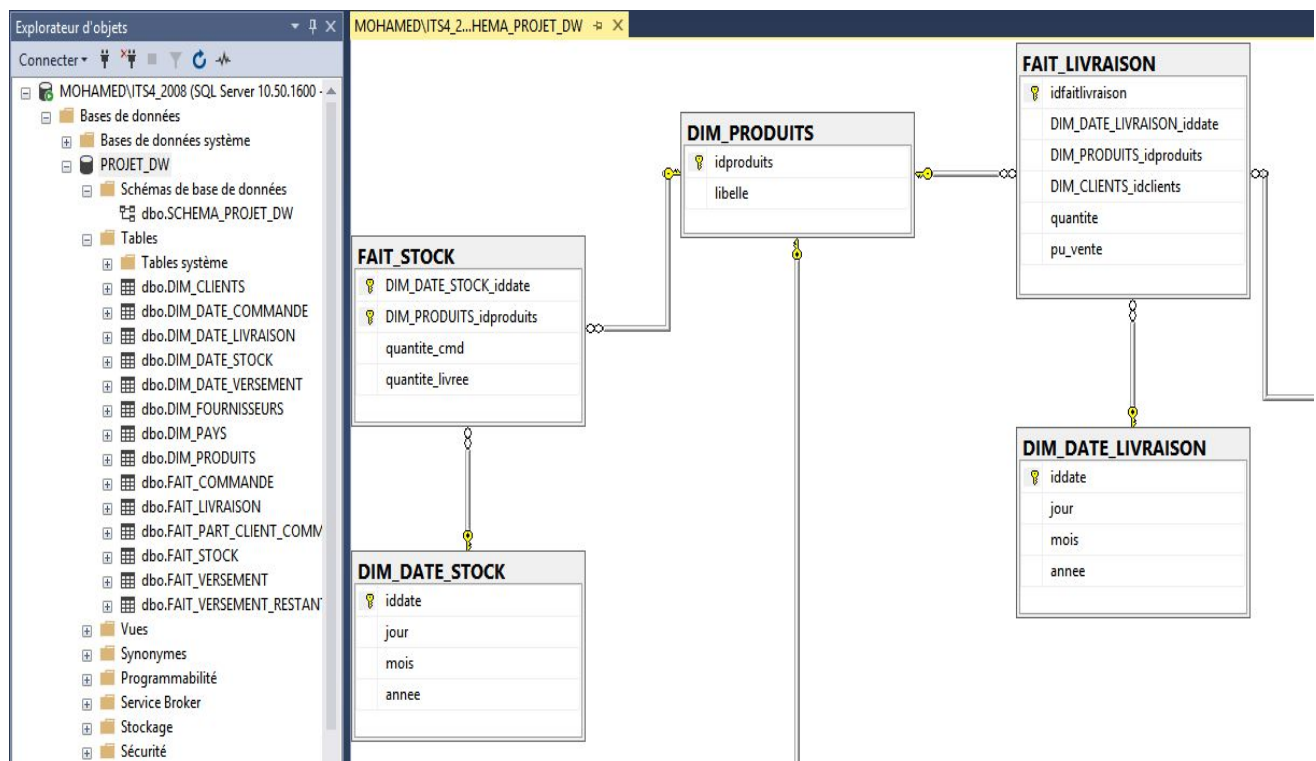 Explorateur d'objets
Connecter
MOHAMED\ITS4_2008 (SQL Server 10.50.1600 -
Bases de données
Bases de données système
PROJET_DW
Schémas de base de données
dbo.SCHEMA_PROJET_DW
Tables
Tables système
dbo.DIM_CLIENTS
dbo.DIM_DATE_COMMANDE
dbo.DIM_DATE_LIVRAISON
dbo.DIM_DATE_STOCK
dbo.DIM_DATE_VERSEMENT
dbo.DIM_FOURNISSEURS
dbo.DIM_PAYS
dbo.DIM_PRODUITS
dbo.FAIT_COMMANDE
dbo.FAIT_LIVRAISON
dbo.FAIT_PART_CLIENT_COMM
dbo.FAIT_STOCK
dbo.FAIT_VERSEMENT
dbo.FAIT_VERSEMENT_RESTAN
Vues
Synonymes
Programmabilité
Service Broker
Stockage
Sécurité
MOHAMED\ITS4_2...HEMA_PROJET_DW
FAIT_STOCK
DIM_DATE_STOCK_iddate
DIM_PRODUITS_idproduits
quantite_cmd
quantite_livree
DIM_DATE_STOCK
iddate
jour
mois
annee
DIM_PRODUITS
idproduits
libelle
FAIT_LIVRAISON
idfaitlivraison
DIM_DATE_LIVRAISON_iddate
DIM_PRODUITS_idproduits
DIM_CLIENTS_idclients
quantite
pu_vente
DIM_DATE_LIVRAISON
iddate
jour
mois
annee